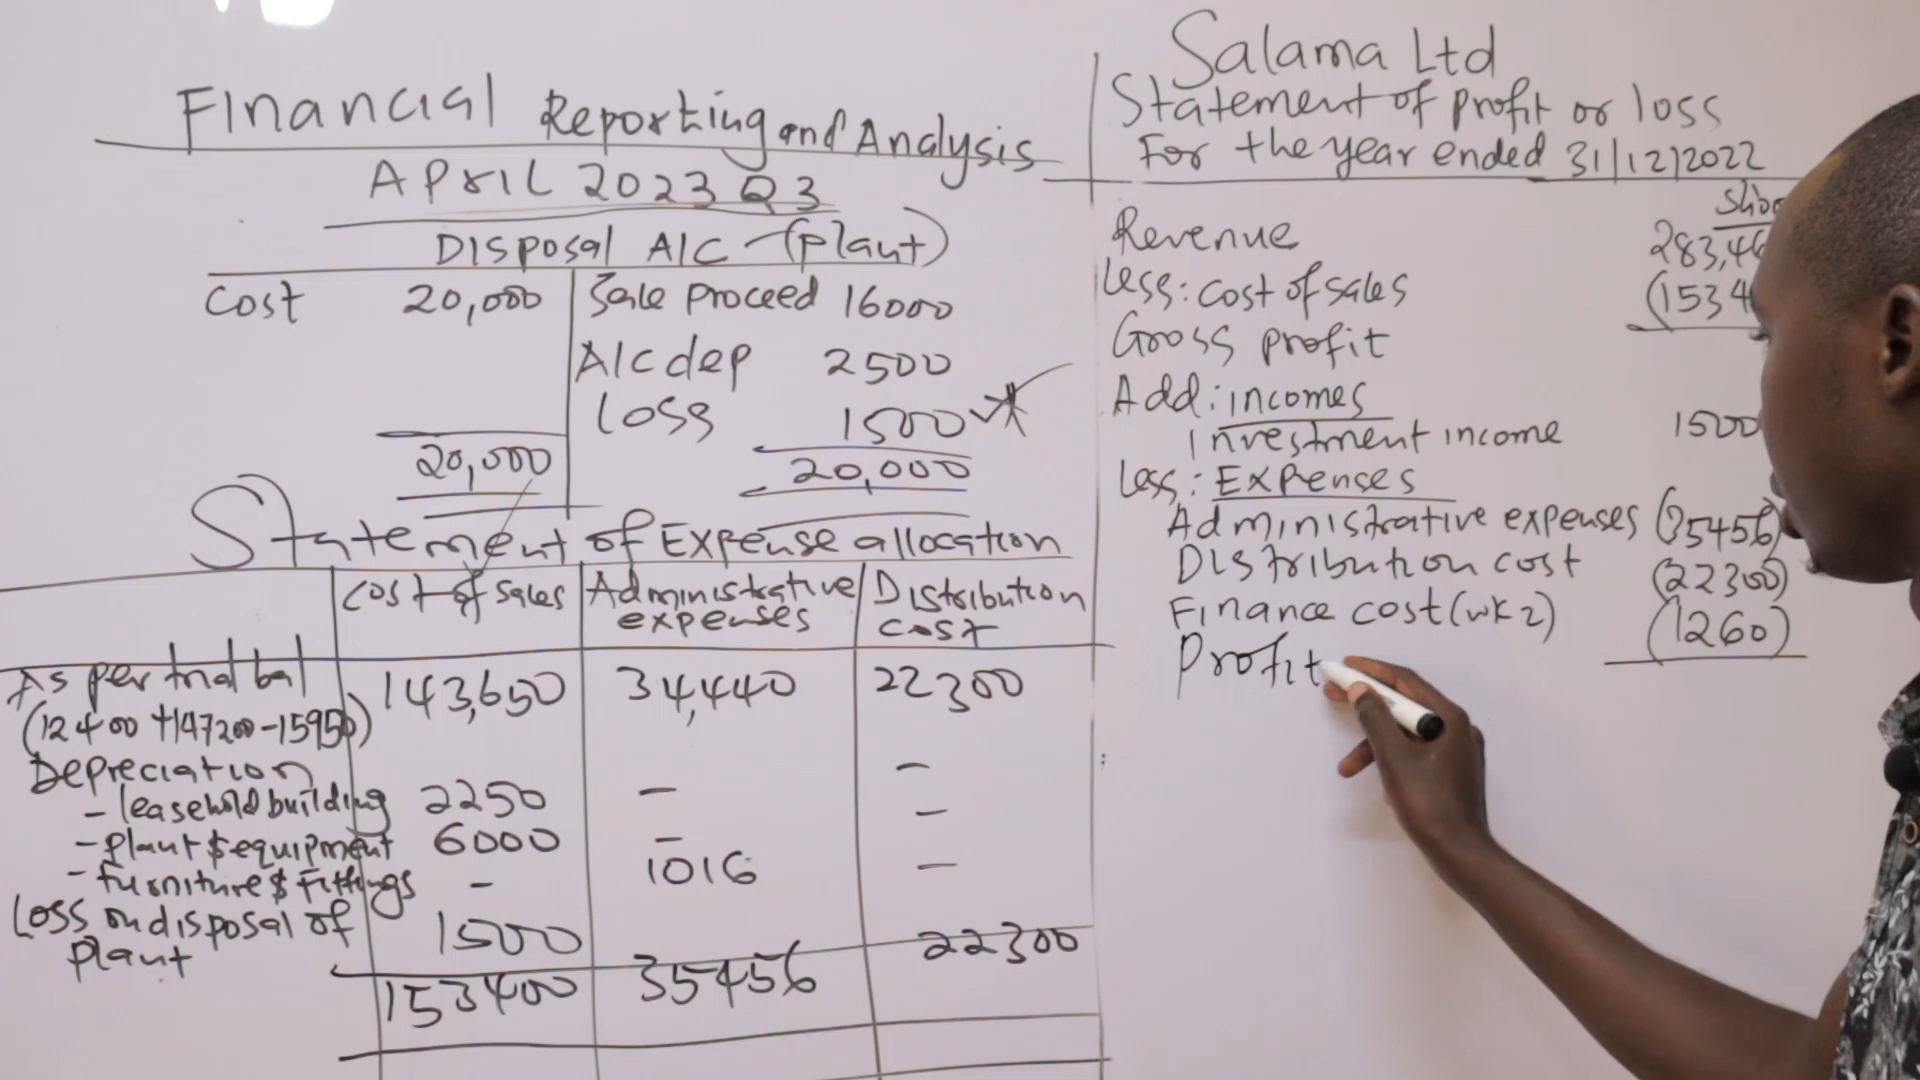 Financial Reporting and Analysis
APRIL 2023 Q3
Disposal A/C - (plant)
Cost 20,000 Sale proceed 16000
A/C dep 2500
Loss 1500
20,000 20,000
Statement of Expense allocation
Cost of sales Administrative expenses Distribution cost
As per trial bal 143,650 34,440 22300
(12400 + 147200 - 15950)
Depreciation
- leasehold building 2250 - -
- plant & equipment 6000 - -
- Furniture & Fittings - 1016 -
Loss on disposal of plant 1500
153400 35456 22300
Salama Ltd
Statement of profit or loss
For the year ended 31/12/2022
Revenue 283,46
Less: cost of sales (1534
Gross profit
Add: incomes
Investment income 1500
Less: Expenses
Administrative expenses (35456)
Distribution cost (22300)
Finance cost (wk 2) (1260)
Profit